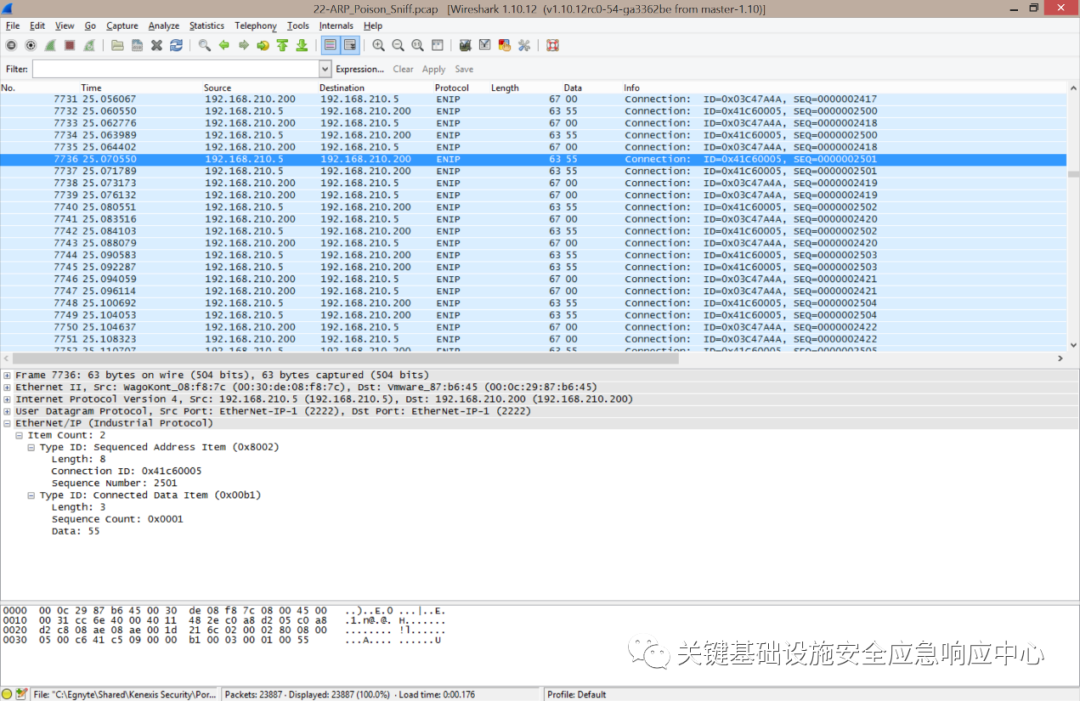 22-ARP_Poison_Sniff.pcap [Wireshark 1.10.12 (v1.10.12rc0-54-ga3362be from master-1.10)]
File Edit View Go Capture Analyze Statistics Telephony Tools Internals Help
Filter: Expression... Clear Apply Save
No. Time Source Destination Protocol Length Data Info
7731 25.056067 192.168.210.200 192.168.210.5 ENIP 67 00 Connection: ID=0x03C47A4A, SEQ=0000002417
7732 25.060550 192.168.210.5 192.168.210.200 ENIP 63 55 Connection: ID=0x41C60005, SEQ=0000002500
7733 25.062776 192.168.210.200 192.168.210.5 ENIP 67 00 Connection: ID=0x03C47A4A, SEQ=0000002418
7734 25.063989 192.168.210.5 192.168.210.200 ENIP 63 55 Connection: ID=0x41C60005, SEQ=0000002500
7735 25.064402 192.168.210.200 192.168.210.5 ENIP 67 00 Connection: ID=0x03C47A4A, SEQ=0000002418
7736 25.070550 192.168.210.5 192.168.210.200 ENIP 63 55 Connection: ID=0x41C60005, SEQ=0000002501
7737 25.071789 192.168.210.5 192.168.210.200 ENIP 63 55 Connection: ID=0x41C60005, SEQ=0000002501
7738 25.073173 192.168.210.200 192.168.210.5 ENIP 67 00 Connection: ID=0x03C47A4A, SEQ=0000002419
7739 25.076132 192.168.210.200 192.168.210.5 ENIP 67 00 Connection: ID=0x03C47A4A, SEQ=0000002419
7740 25.080551 192.168.210.5 192.168.210.200 ENIP 63 55 Connection: ID=0x41C60005, SEQ=0000002502
7741 25.083516 192.168.210.200 192.168.210.5 ENIP 67 00 Connection: ID=0x03C47A4A, SEQ=0000002420
7742 25.084103 192.168.210.5 192.168.210.200 ENIP 63 55 Connection: ID=0x41C60005, SEQ=0000002502
7743 25.088079 192.168.210.200 192.168.210.5 ENIP 67 00 Connection: ID=0x03C47A4A, SEQ=0000002420
7744 25.090583 192.168.210.5 192.168.210.200 ENIP 63 55 Connection: ID=0x41C60005, SEQ=0000002503
7745 25.092287 192.168.210.5 192.168.210.200 ENIP 63 55 Connection: ID=0x41C60005, SEQ=0000002503
7746 25.094059 192.168.210.200 192.168.210.5 ENIP 67 00 Connection: ID=0x03C47A4A, SEQ=0000002421
7747 25.096114 192.168.210.200 192.168.210.5 ENIP 67 00 Connection: ID=0x03C47A4A, SEQ=0000002421
7748 25.100692 192.168.210.5 192.168.210.200 ENIP 63 55 Connection: ID=0x41C60005, SEQ=0000002504
7749 25.104053 192.168.210.5 192.168.210.200 ENIP 63 55 Connection: ID=0x41C60005, SEQ=0000002504
7750 25.104637 192.168.210.200 192.168.210.5 ENIP 67 00 Connection: ID=0x03C47A4A, SEQ=0000002422
7751 25.108323 192.168.210.200 192.168.210.5 ENIP 67 00 Connection: ID=0x03C47A4A, SEQ=0000002422
7752 25.110707 192.168.210.5 192.168.210.200 ENIP 63 55 Connection: ID=0x41C60005, SEQ=0000002505
Frame 7736: 63 bytes on wire (504 bits), 63 bytes captured (504 bits)
Ethernet II, Src: WagoKont_08:f8:7c (00:30:de:08:f8:7c), Dst: Vmware_87:b6:45 (00:0c:29:87:b6:45)
Internet Protocol Version 4, Src: 192.168.210.5 (192.168.210.5), Dst: 192.168.210.200 (192.168.210.200)
User Datagram Protocol, Src Port: EtherNet-IP-1 (2222), Dst Port: EtherNet-IP-1 (2222)
EtherNet/IP (Industrial Protocol)
Item Count: 2
Type ID: Sequenced Address Item (0x8002)
Length: 8
Connection ID: 0x41c60005
Sequence Number: 2501
Type ID: Connected Data Item (0x00b1)
Length: 3
Sequence Count: 0x0001
Data: 55
0000 00 0c 29 87 b6 45 00 30 de 08 f8 7c 08 00 45 00 ..)..E.0 ...|..E.
0010 00 31 cc 6e 40 00 40 11 48 2e c0 a8 d2 05 c0 a8 .1.n@.@. H.......
0020 d2 c8 08 ae 08 ae 00 1d 21 6c 02 00 02 80 08 00 ........ !l......
0030 05 00 c6 41 c5 09 00 00 b1 00 03 00 01 00 55 ...A.... ......U
关键基础设施安全应急响应中心
File: "C:\Egnyte\Shared\Kenexis Security\Por... Packets: 23887 · Displayed: 23887 (100.0%) · Load time: 0:00.176 Profile: Default